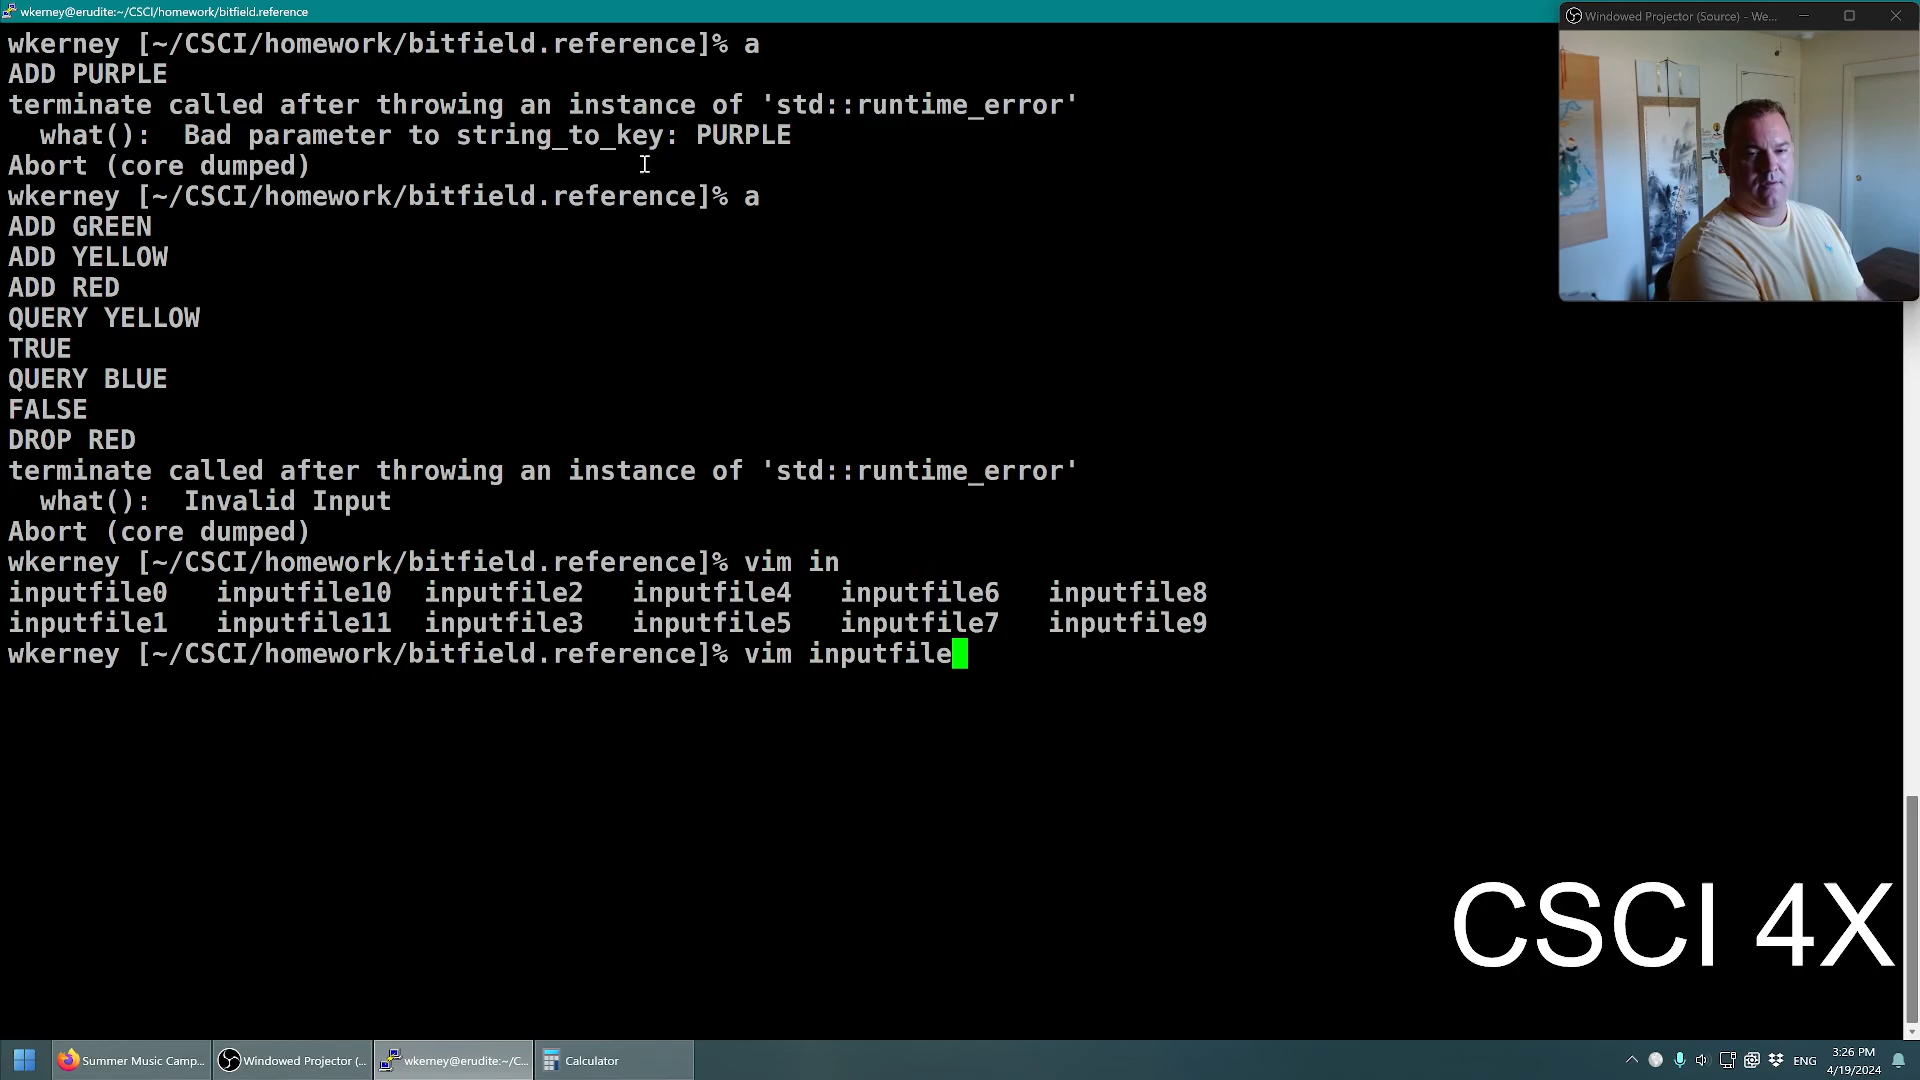 wkerney@erudite:~/CSCI/homework/bitfield.reference
Windowed Projector (Source) - We...
wkerney [~/CSCI/homework/bitfield.reference]% a
ADD PURPLE
terminate called after throwing an instance of 'std::runtime_error'
  what():  Bad parameter to string_to_key: PURPLE
Abort (core dumped)
wkerney [~/CSCI/homework/bitfield.reference]% a
ADD GREEN
ADD YELLOW
ADD RED
QUERY YELLOW
TRUE
QUERY BLUE
FALSE
DROP RED
terminate called after throwing an instance of 'std::runtime_error'
  what():  Invalid Input
Abort (core dumped)
wkerney [~/CSCI/homework/bitfield.reference]% vim in
inputfile0   inputfile10  inputfile2   inputfile4   inputfile6   inputfile8
inputfile1   inputfile11  inputfile3   inputfile5   inputfile7   inputfile9
wkerney [~/CSCI/homework/bitfield.reference]% vim inputfile
CSCI 4X
Summer Music Camp...
Windowed Projector (...
wkerney@erudite:~/C...
Calculator
ENG
3:26 PM
4/19/2024